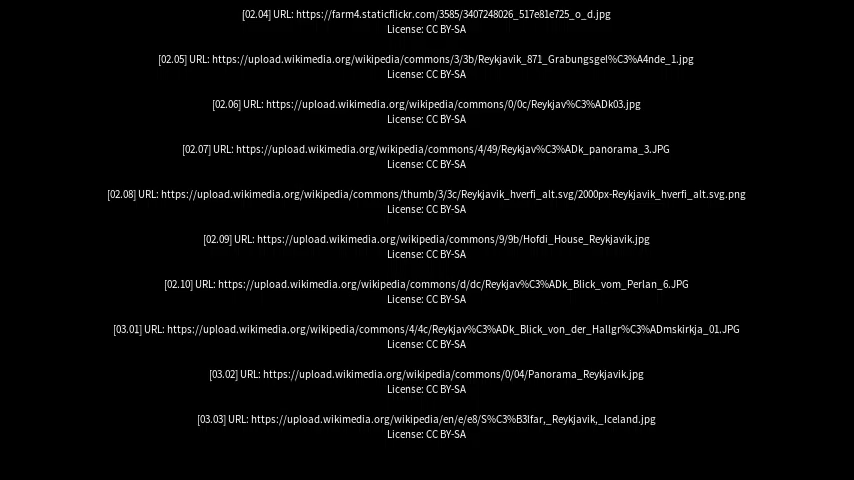 [02.04] URL: https://farm4.staticflickr.com/3585/3407248026_517e81e725_o_d.jpg
License: CC BY-SA
[02.05] URL: https://upload.wikimedia.org/wikipedia/commons/3/3b/Reykjavik_871_Grabungsgel%C3%A4nde_1.jpg
License: CC BY-SA
[02.06] URL: https://upload.wikimedia.org/wikipedia/commons/0/0c/Reykjav%C3%ADk03.jpg
License: CC BY-SA
[02.07] URL: https://upload.wikimedia.org/wikipedia/commons/4/49/Reykjav%C3%ADk_panorama_3.JPG
License: CC BY-SA
[02.08] URL: https://upload.wikimedia.org/wikipedia/commons/thumb/3/3c/Reykjavik_hverfi_alt.svg/2000px-Reykjavik_hverfi_alt.svg.png
License: CC BY-SA
[02.09] URL: https://upload.wikimedia.org/wikipedia/commons/9/9b/Hofdi_House_Reykjavik.jpg
License: CC BY-SA
[02.10] URL: https://upload.wikimedia.org/wikipedia/commons/d/dc/Reykjav%C3%ADk_Blick_vom_Perlan_6.JPG
License: CC BY-SA
[03.01] URL: https://upload.wikimedia.org/wikipedia/commons/4/4c/Reykjav%C3%ADk_Blick_von_der_Hallgr%C3%ADmskirkja_01.JPG
License: CC BY-SA
[03.02] URL: https://upload.wikimedia.org/wikipedia/commons/0/04/Panorama_Reykjavik.jpg
License: CC BY-SA
[03.03] URL: https://upload.wikimedia.org/wikipedia/en/e/e8/S%C3%B3lfar,_Reykjavik,_Iceland.jpg
License: CC BY-SA